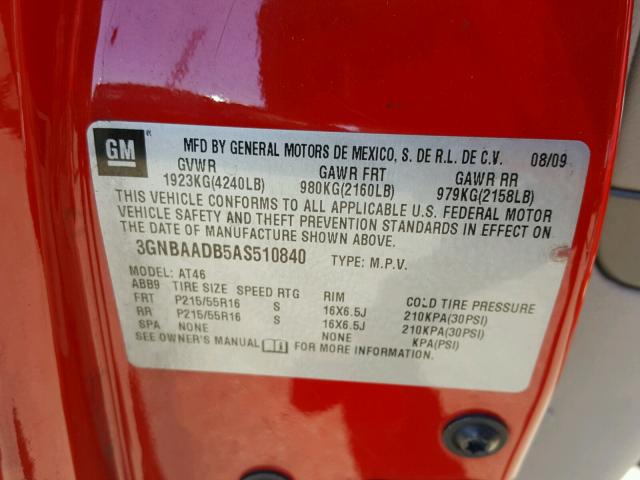 GM
MFD BY GENERAL MOTORS DE MEXICO, S. DE R.L. DE C.V. 08/09
GVWR GAWR FRT GAWR RR
1923KG(4240LB) 980KG(2160LB) 979KG(2158LB)
THIS VEHICLE CONFORMS TO ALL APPLICABLE U.S. FEDERAL MOTOR
VEHICLE SAFETY AND THEFT PREVENTION STANDARDS IN EFFECT ON
THE DATE OF MANUFACTURE SHOWN ABOVE.
3GNBAADB5AS510840 TYPE: M.P.V.
MODEL: AT46
ABB9 TIRE SIZE SPEED RTG RIM COLD TIRE PRESSURE
FRT P215/55R16 S 16X6.5J 210KPA(30PSI)
RR P215/55R16 S 16X6.5J 210KPA(30PSI)
SPA NONE NONE KPA(PSI)
SEE OWNER'S MANUAL FOR MORE INFORMATION.